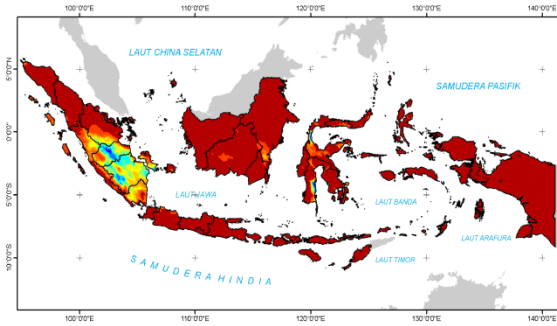 100°0'0"E 110°0'0"E 120°0'0"E 130°0'0"E 140°0'0"E
LAUT CHINA SELATAN
5°0'0"N
SAMUDERA PASIFIK
0°0'0"
LAUT JAWA
5°0'0"S
LAUT BANDA
LAUT ARAFURA
10°0'0"S
LAUT TIMOR
SAMUDERA HINDIA
100°0'0"E 110°0'0"E 120°0'0"E 130°0'0"E 140°0'0"E